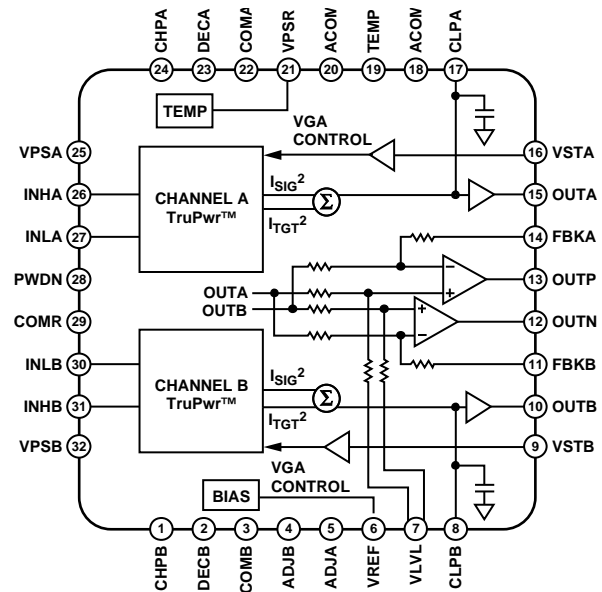 CHPA DECA COMA VPSR ACOM TEMP ACOM CLPA
24 23 22 21 20 19 18 17
TEMP
VGA
CONTROL
VPSA 25
16 VSTA
INHA 26
CHANNEL A
TruPwr™
ISIG²
Σ
15 OUTA
ITGT²
INLA 27
14 FBKA
PWDN 28
OUTA
OUTB
− +
13 OUTP
COMR 29
+ −
12 OUTN
INLB 30
11 FBKB
CHANNEL B
TruPwr™
ISIG²
Σ
INHB 31
ITGT²
10 OUTB
VPSB 32
9 VSTB
VGA
CONTROL
BIAS
1 2 3 4 5 6 7 8
CHPB DECB COMB ADJB ADJA VREF VLVL CLPB